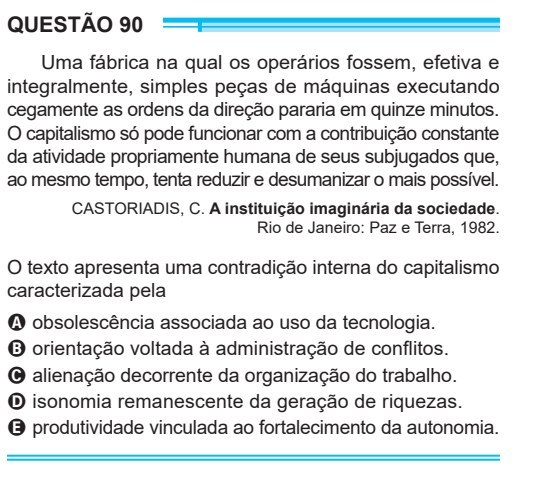 QUESTÃO 90
Uma fábrica na qual os operários fossem, efetiva e
integralmente, simples peças de máquinas executando
cegamente as ordens da direção pararia em quinze minutos.
O capitalismo só pode funcionar com a contribuição constante
da atividade propriamente humana de seus subjugados que,
ao mesmo tempo, tenta reduzir e desumanizar o mais possível.
CASTORIADIS, C. A instituição imaginária da sociedade.
Rio de Janeiro: Paz e Terra, 1982.
O texto apresenta uma contradição interna do capitalismo
caracterizada pela
A obsolescência associada ao uso da tecnologia.
B orientação voltada à administração de conflitos.
C alienação decorrente da organização do trabalho.
D isonomia remanescente da geração de riquezas.
E produtividade vinculada ao fortalecimento da autonomia.